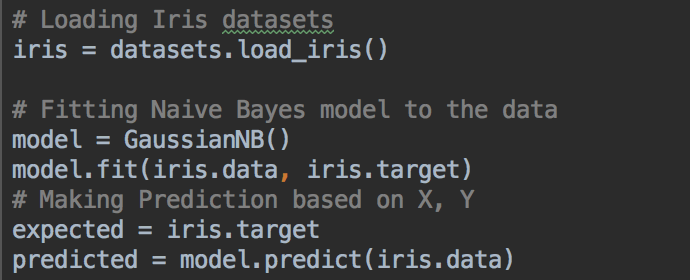 # Loading Iris datasets
iris = datasets.load_iris()
# Fitting Naive Bayes model to the data
model = GaussianNB()
model.fit(iris.data, iris.target)
# Making Prediction based on X, Y
expected = iris.target
predicted = model.predict(iris.data)